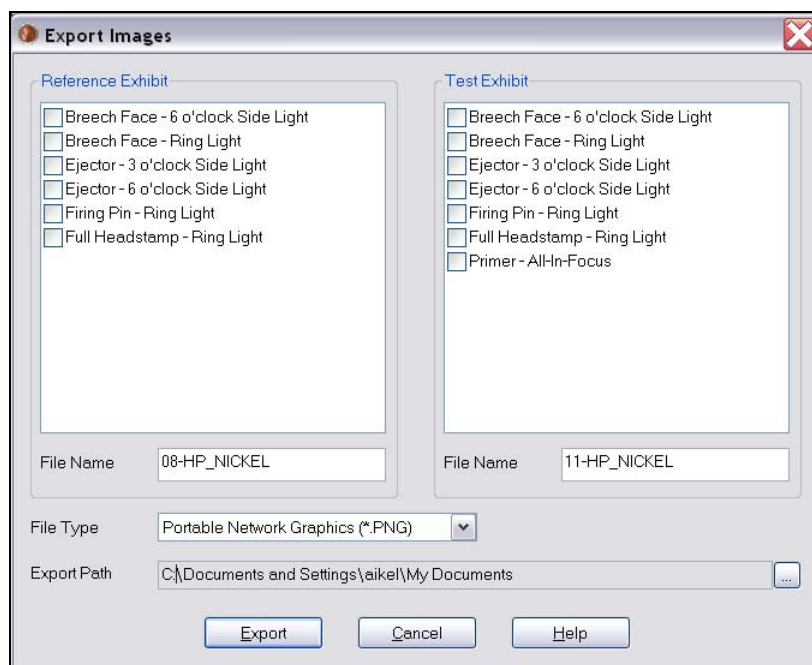 Export Images
Reference Exhibit
Breech Face - 6 o'clock Side Light
Breech Face - Ring Light
Ejector - 3 o'clock Side Light
Ejector - 6 o'clock Side Light
Firing Pin - Ring Light
Full Headstamp - Ring Light
File Name 08-HP_NICKEL
Test Exhibit
Breech Face - 6 o'clock Side Light
Breech Face - Ring Light
Ejector - 3 o'clock Side Light
Ejector - 6 o'clock Side Light
Firing Pin - Ring Light
Full Headstamp - Ring Light
Primer - All-In-Focus
File Name 11-HP_NICKEL
File Type Portable Network Graphics (*.PNG)
Export Path C:\Documents and Settings\aikel\My Documents ...
Export Cancel Help